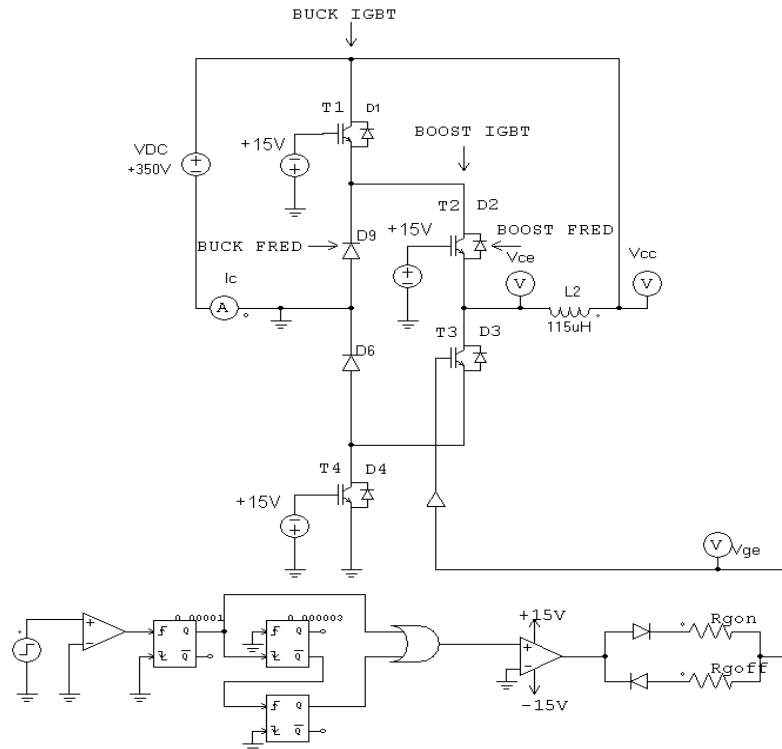 BUCK IGBT
T1 D1
+15V
BOOST IGBT
VDC
+350V
T2 D2
+15V
D9
BUCK FRED
BOOST FRED
Vce
Vcc
Ic
V
V
A
L2
115uH
T3 D3
D6
T4 D4
+15V
V
Vge
0.00001
0.000003
+15V
Rgon
Q
Q
Q
Q
Rgoff
-15V
Q
Q